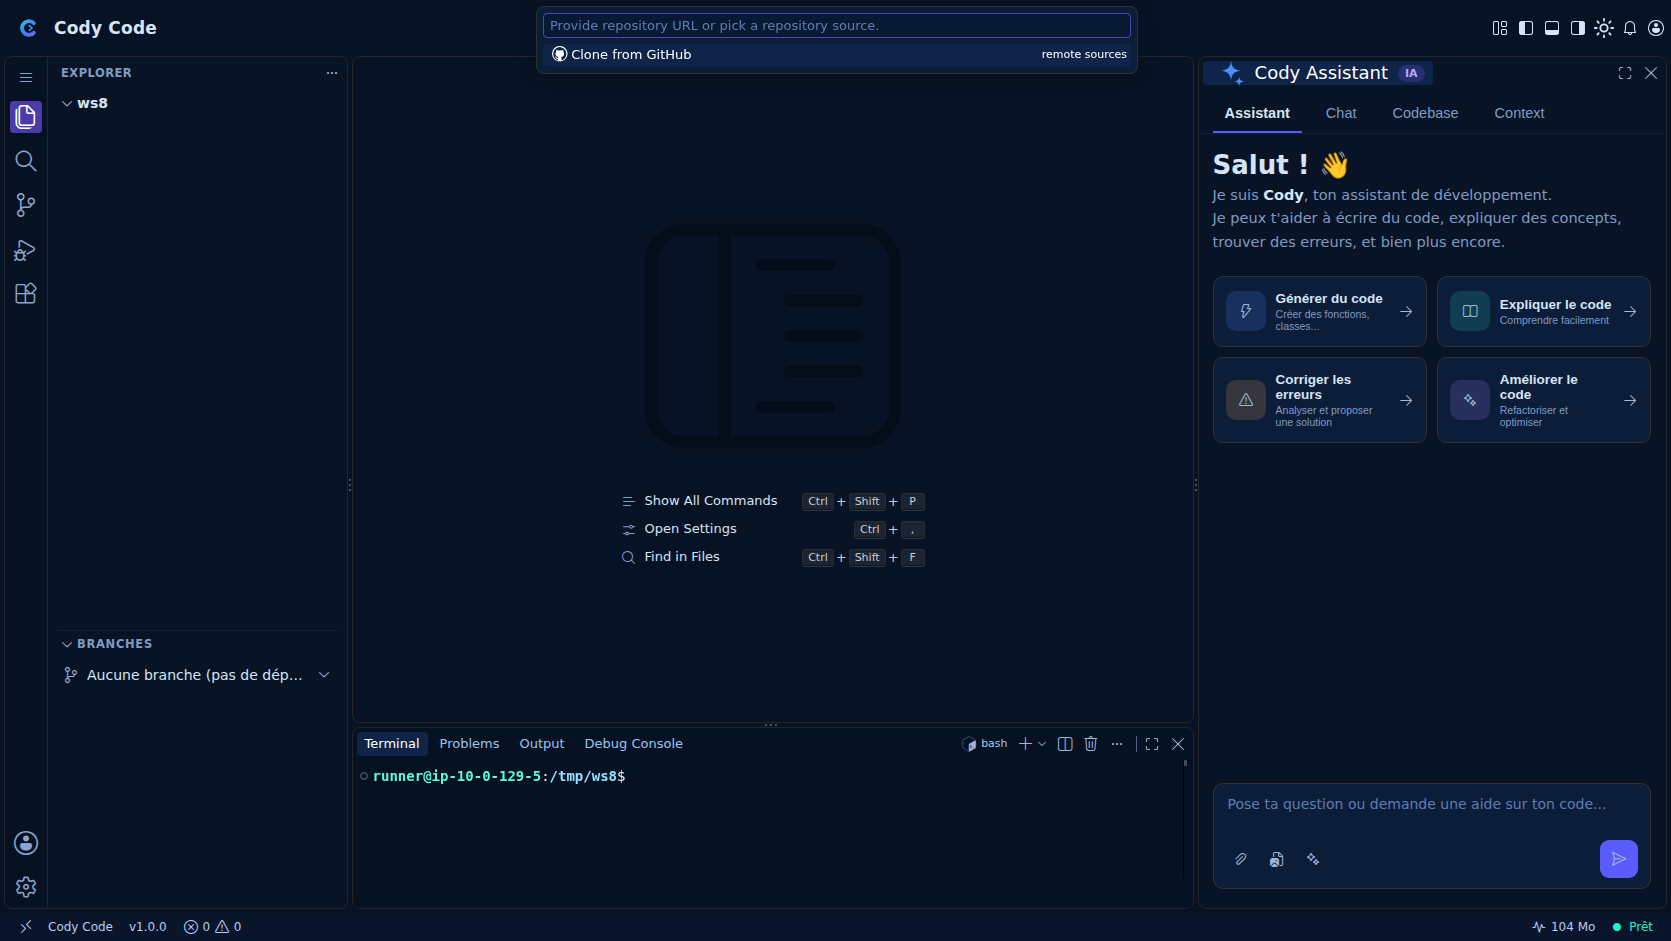 Cody Code
Provide repository URL or pick a repository source.
Clone from GitHub
remote sources
EXPLORER
ws8
BRANCHES
Aucune branche (pas de dép…
Show All Commands Ctrl + Shift + P
Open Settings Ctrl + ,
Find in Files Ctrl + Shift + F
Terminal Problems Output Debug Console
bash
runner@ip-10-0-129-5:/tmp/ws8$
Cody Assistant IA
Assistant Chat Codebase Context
Salut ! 👋
Je suis Cody, ton assistant de développement.
Je peux t'aider à écrire du code, expliquer des concepts,
trouver des erreurs, et bien plus encore.
Générer du code
Créer des fonctions,
classes...
Expliquer le code
Comprendre facilement
Corriger les
erreurs
Analyser et proposer
une solution
Améliorer le
code
Refactoriser et
optimiser
Pose ta question ou demande une aide sur ton code...
Cody Code v1.0.0 0 0
104 Mo Prêt